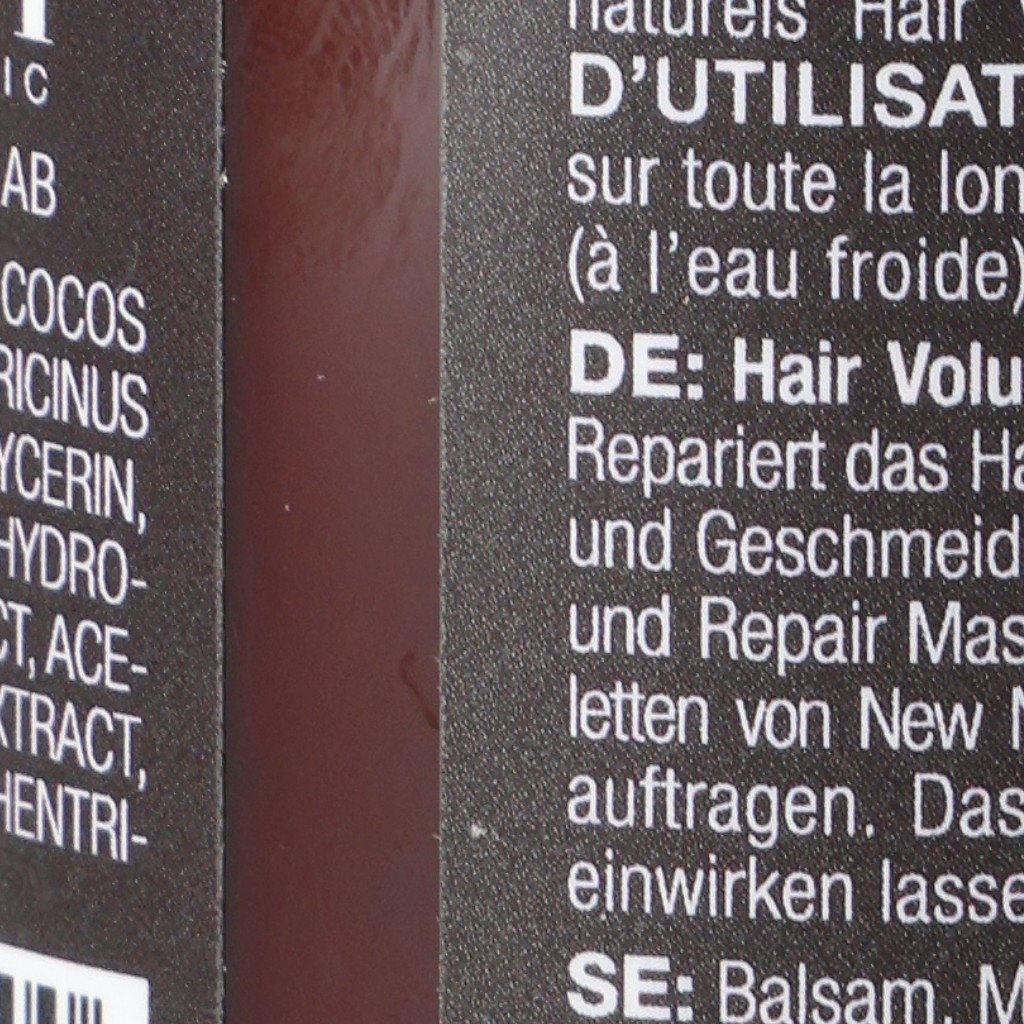 IC
AB
COCOS
RICINUS
YCERIN,
HYDRO-
CT, ACE-
XTRACT,
HENTRI-
naturels Hair
D'UTILISAT
sur toute la lon
(à l'eau froide)
DE: Hair Volu
Repariert das Ha
und Geschmeid
und Repair Mas
letten von New
auftragen. Das
einwirken lasse
SE: Balsam, M